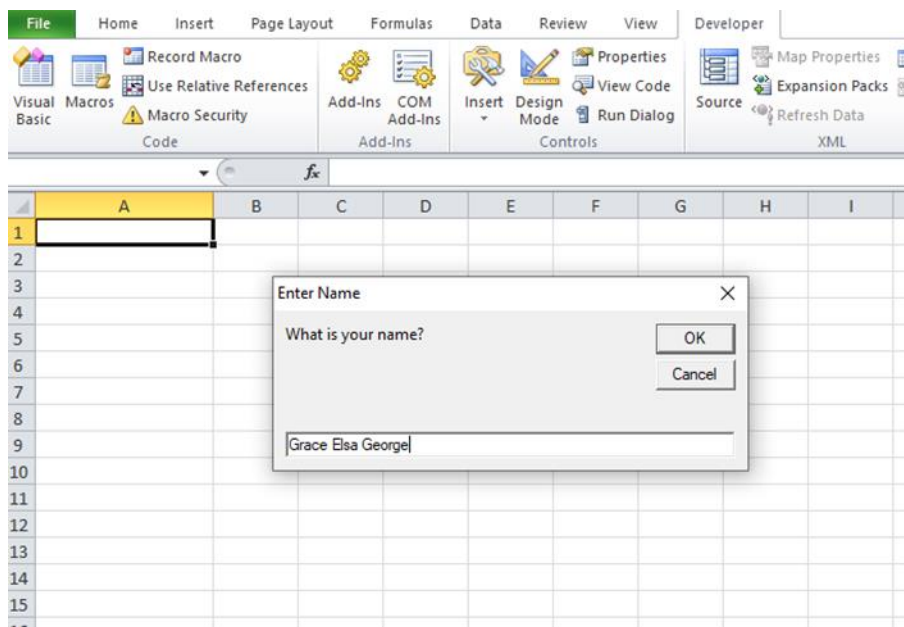 File Home Insert Page Layout Formulas Data Review View Developer
Record Macro
Use Relative References
Macro Security
Visual Basic
Macros
Code
Add-Ins
COM Add-Ins
Add-Ins
Insert
Design Mode
Properties
View Code
Run Dialog
Controls
Source
Map Properties
Expansion Packs
Refresh Data
XML
fx
A B C D E F G H I
1
2
3
4
5
6
7
8
9
10
11
12
13
14
15
Enter Name
What is your name?
OK
Cancel
Grace Elsa George